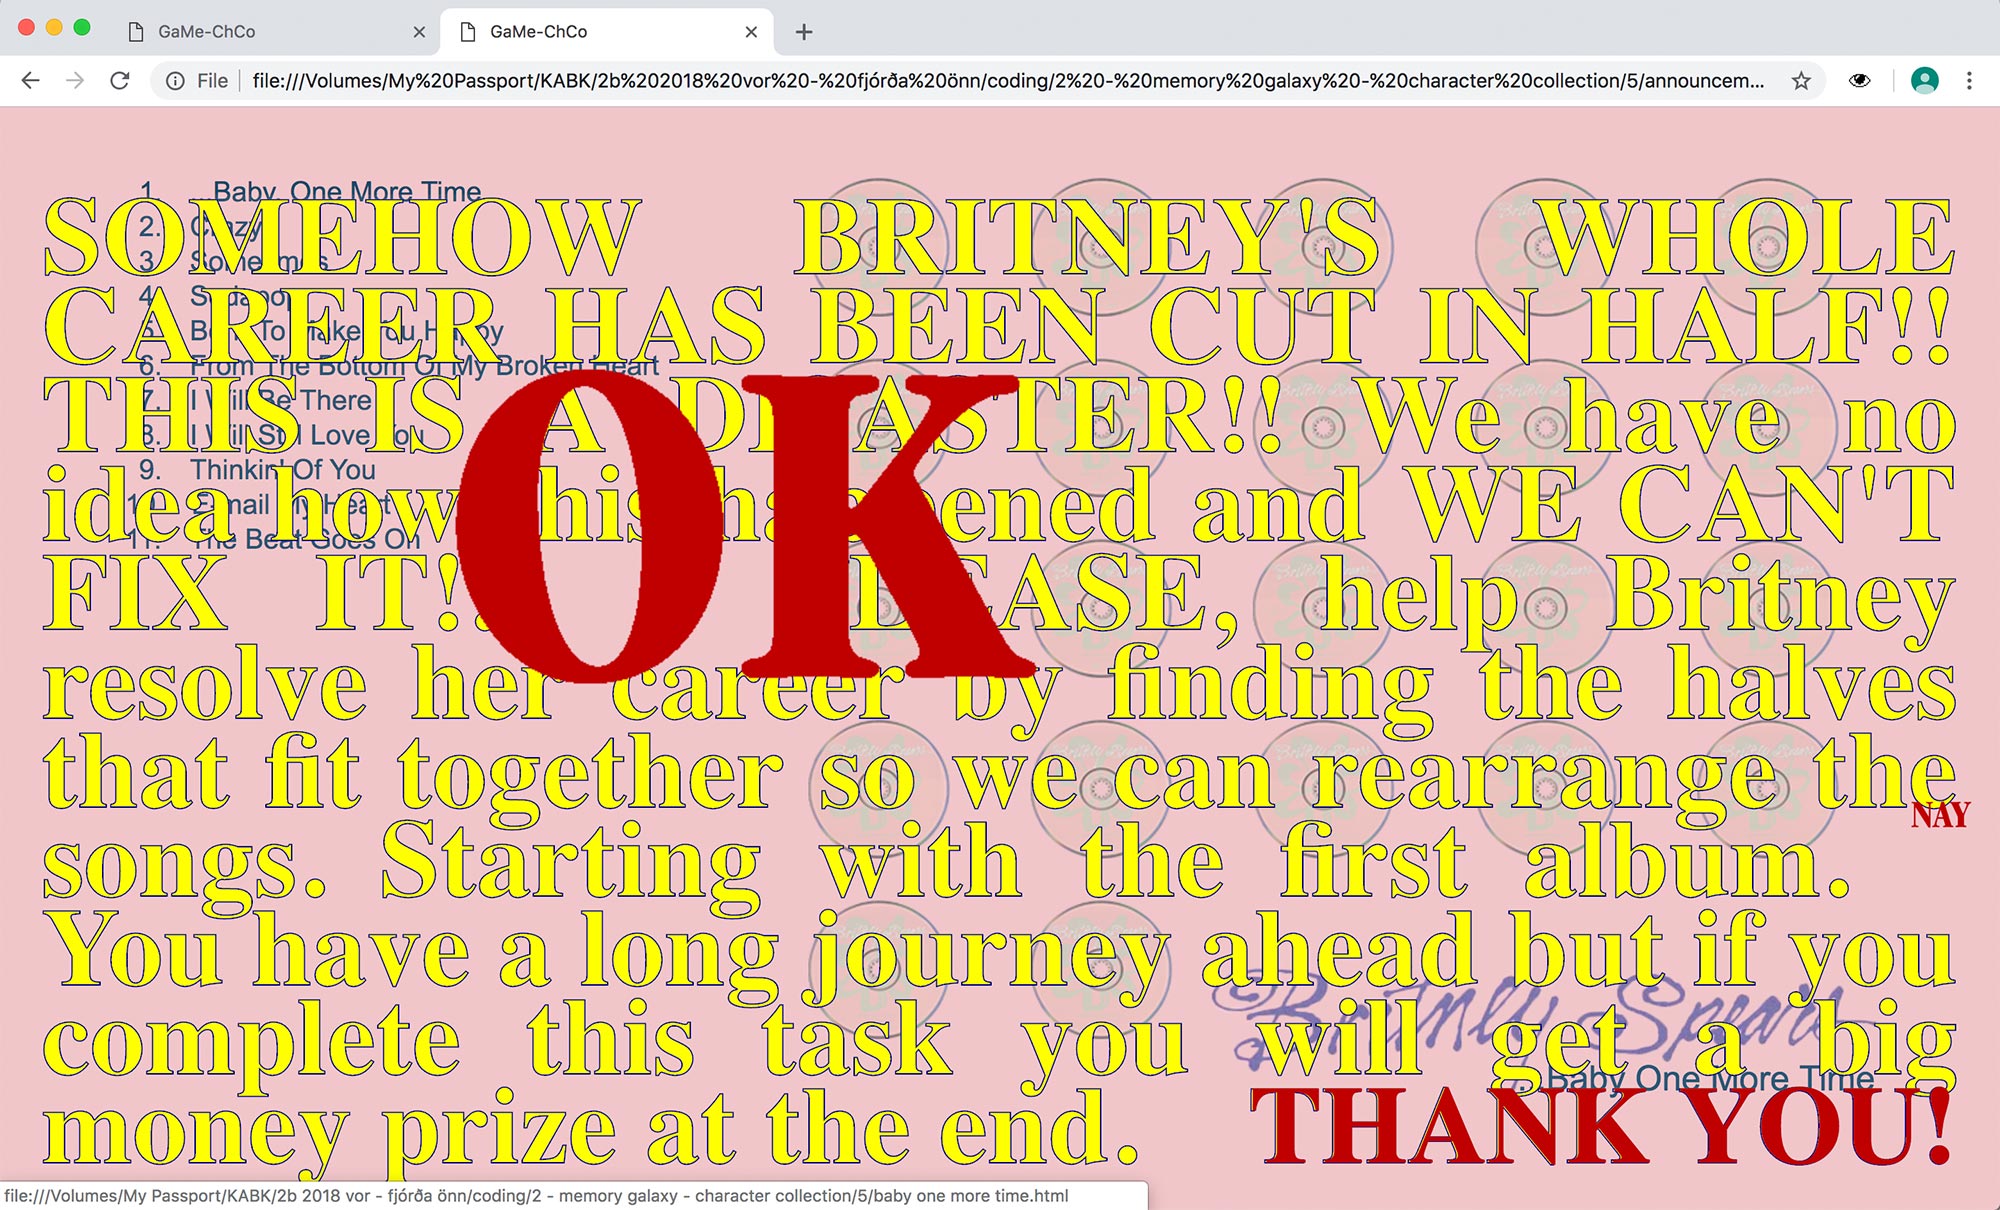 GaMe-ChCo
GaMe-ChCo
File
file:///Volumes/My%20Passport/KABK/2b%202018%20vor%20-%20fjórða%20önn/coding/2%20-%20memory%20galaxy%20-%20character%20collection/5/announcem...
1. ...Baby, One More Time
2. Crazy
3. Sometimes
4. Sodapop
5. Born To Make You Happy
6. From The Bottom Of My Broken Heart
7. I Will Be There
8. I Will Still Love You
9. Thinkin' Of You
10. E-mail My Heart
11. The Beat Goes On
SOMEHOW BRITNEY'S WHOLE
CAREER HAS BEEN CUT IN HALF!!
THIS IS A DISASTER!! We have no
idea how this happened and WE CAN'T
FIX IT!! PLEASE, help Britney
resolve her career by finding the halves
that fit together so we can rearrange the
songs. Starting with the first album.
You have a long journey ahead but if you
complete this task you will get a big
money prize at the end. THANK YOU!
OK
NAY
Britney Spears
...Baby One More Time
file:///Volumes/My Passport/KABK/2b 2018 vor - fjórða önn/coding/2 - memory galaxy - character collection/5/baby one more time.html